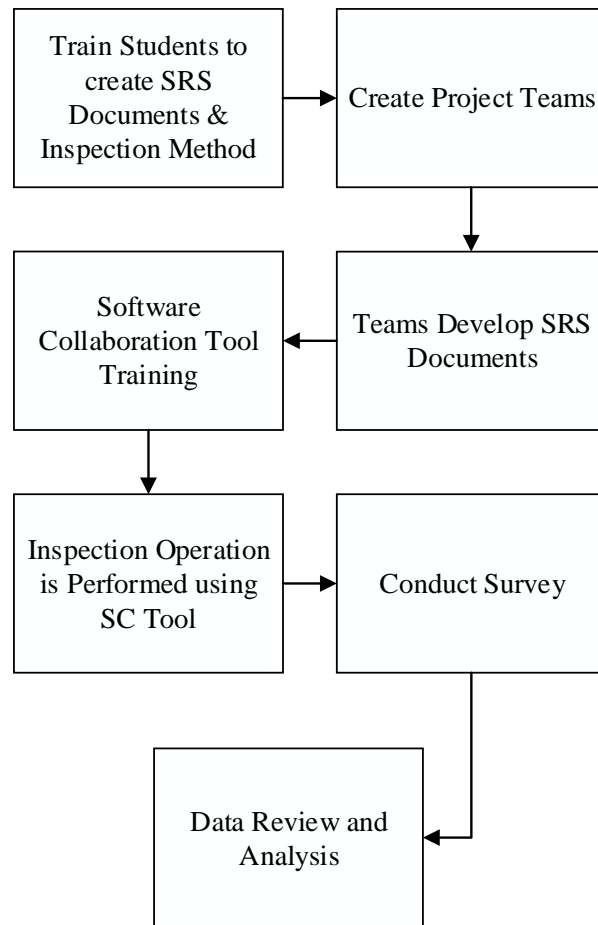 Train Students to
create SRS
Documents &
Inspection Method
Create Project Teams
Teams Develop SRS
Documents
Software
Collaboration Tool
Training
Inspection Operation
is Performed using
SC Tool
Conduct Survey
Data Review and
Analysis